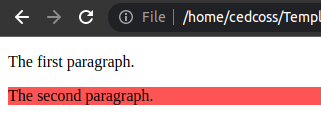 File /home/cedcoss/Templ
The first paragraph.
The second paragraph.